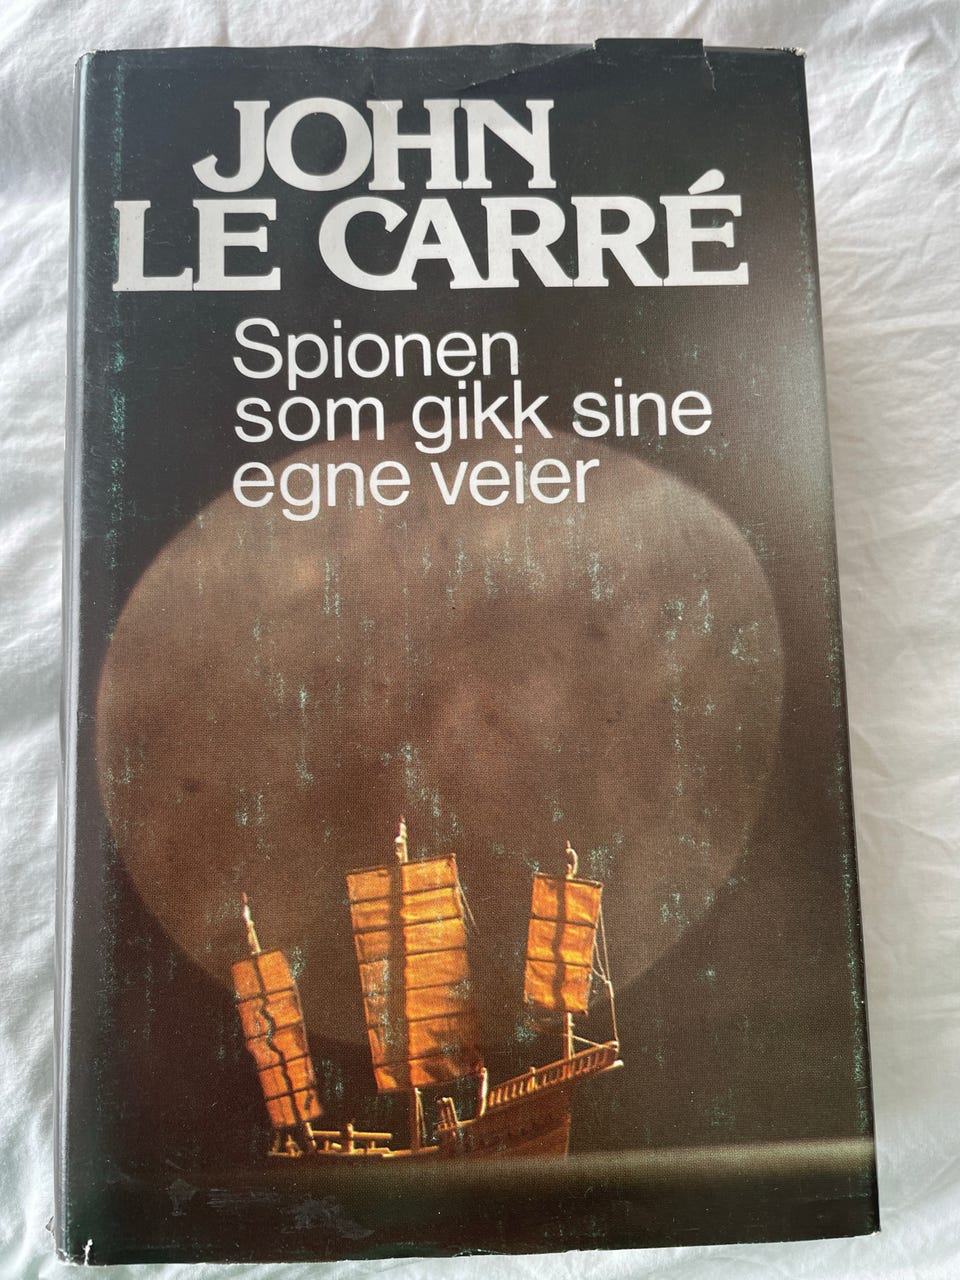 JOHN
LE CARRÉ
Spionen
som gikk sine
egne veier